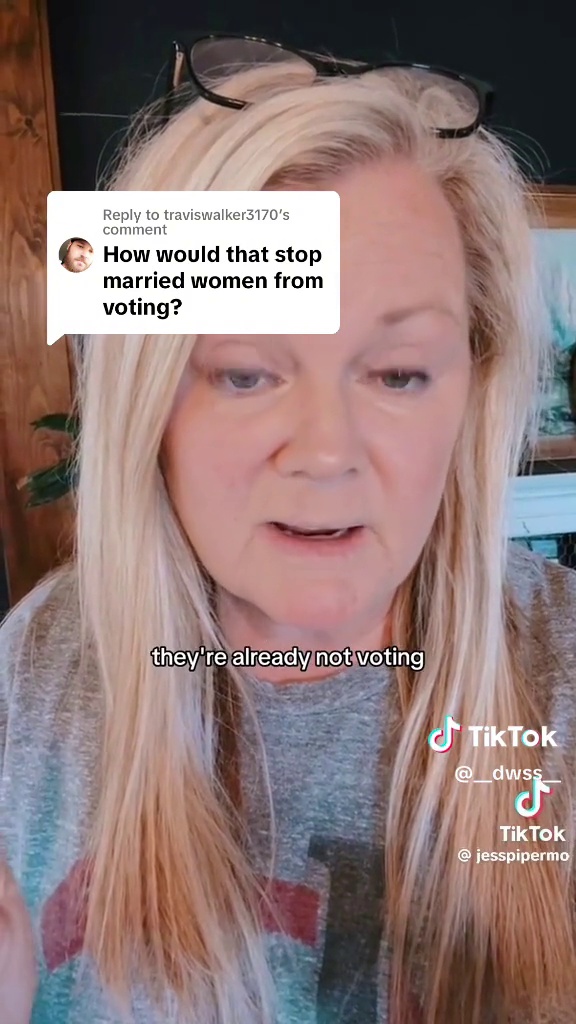 Reply to traviswalker3170's
comment
How would that stop
married women from
voting?
they're already not voting
TikTok
@__dwss__
TikTok
@ jesspipermo